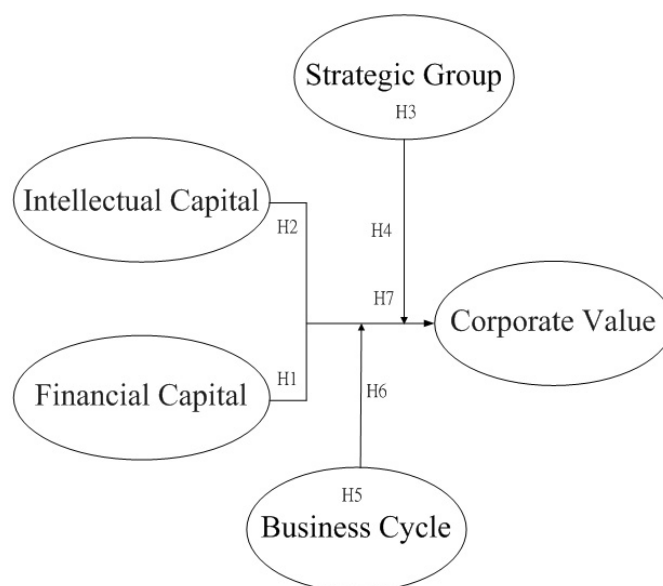 Strategic Group
H3
Intellectual Capital
H2
H4
H7
Corporate Value
H1
Financial Capital
H6
H5
Business Cycle